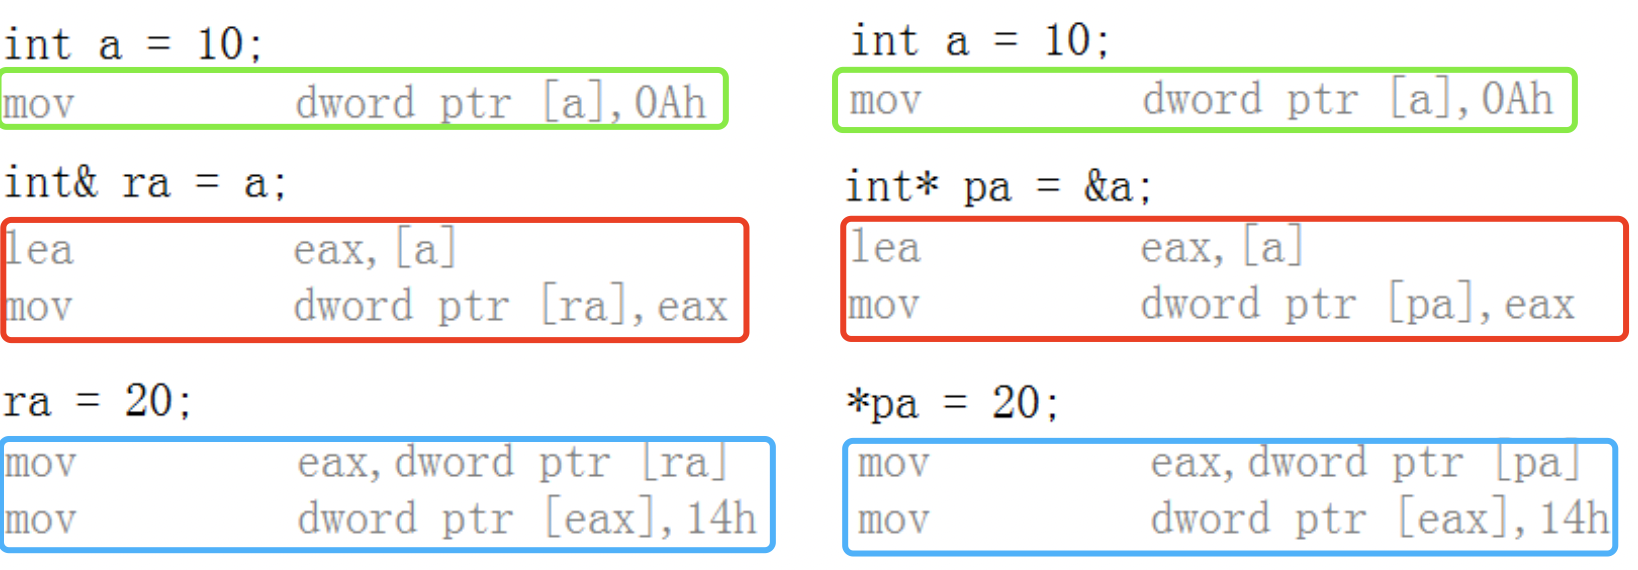 int a = 10;
mov dword ptr [a],0Ah
int& ra = a;
lea eax,[a]
mov dword ptr [ra],eax
ra = 20;
mov eax,dword ptr [ra]
mov dword ptr [eax],14h
int a = 10;
mov dword ptr [a],0Ah
int* pa = &a;
lea eax,[a]
mov dword ptr [pa],eax
*pa = 20;
mov eax,dword ptr [pa]
mov dword ptr [eax],14h